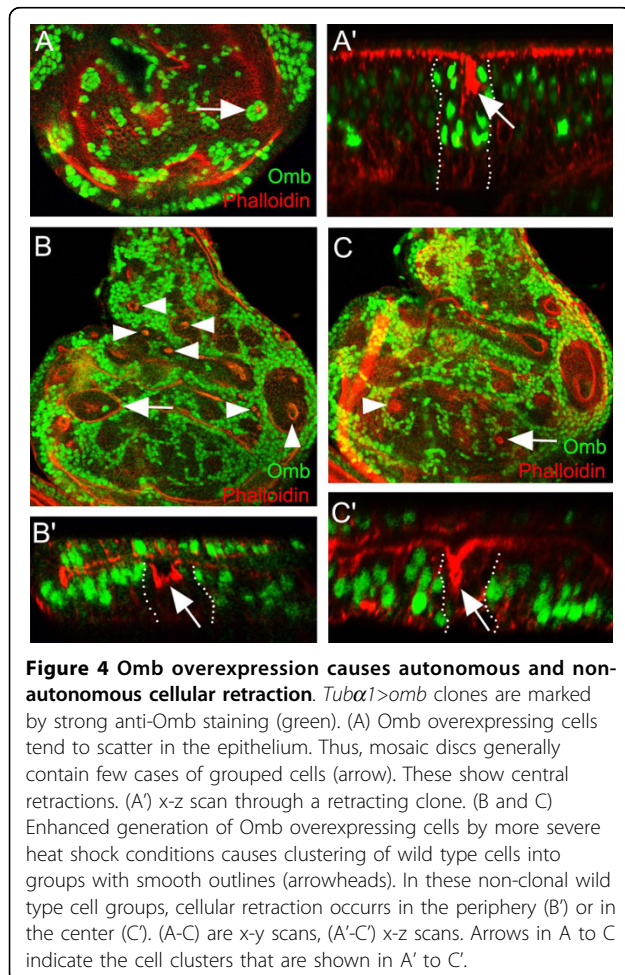 A
Omb
Phalloidin
A'
B
Omb
Phalloidin
C
Omb
Phalloidin
B'
C'
Figure 4 Omb overexpression causes autonomous and non-
autonomous cellular retraction. Tubα1>omb clones are marked
by strong anti-Omb staining (green). (A) Omb overexpressing cells
tend to scatter in the epithelium. Thus, mosaic discs generally
contain few cases of grouped cells (arrow). These show central
retractions. (A') x-z scan through a retracting clone. (B and C)
Enhanced generation of Omb overexpressing cells by more severe
heat shock conditions causes clustering of wild type cells into
groups with smooth outlines (arrowheads). In these non-clonal wild
type cell groups, cellular retraction occurrs in the periphery (B') or in
the center (C'). (A-C) are x-y scans, (A'-C') x-z scans. Arrows in A to C
indicate the cell clusters that are shown in A' to C'.